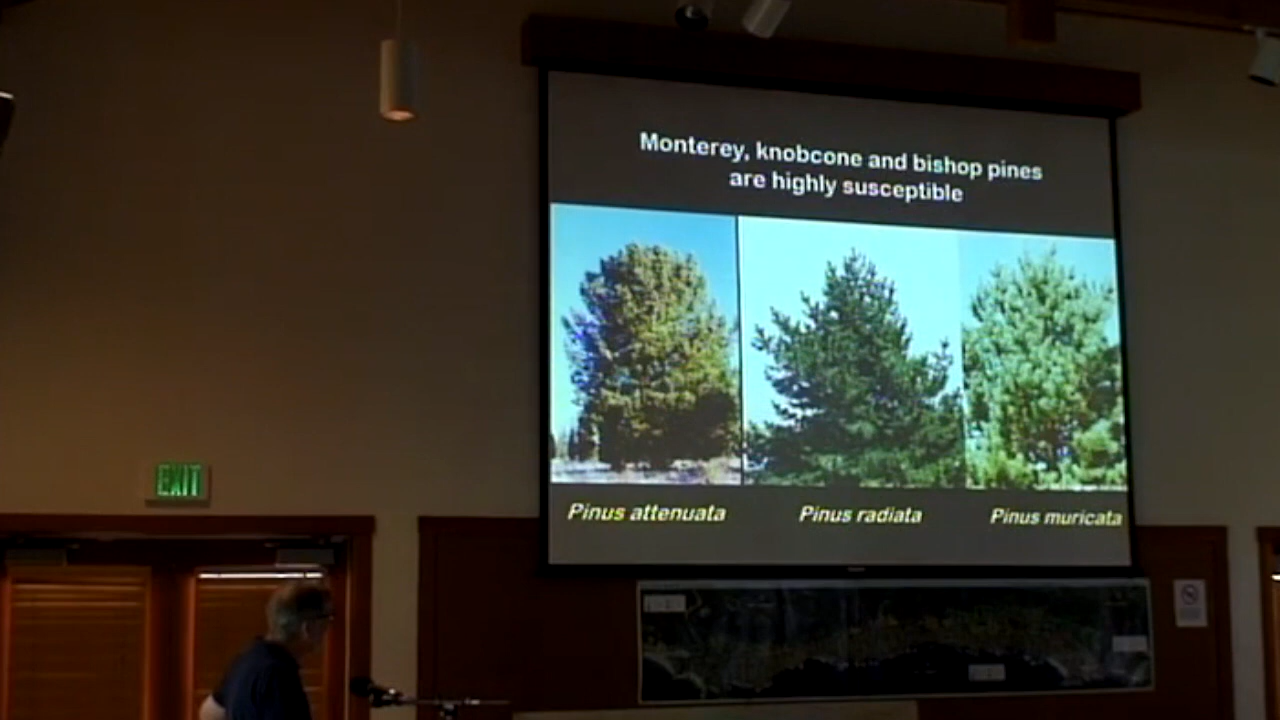 Monterey, knobcone and bishop pines
are highly susceptible
Pinus attenuata
Pinus radiata
Pinus muricata
EXIT